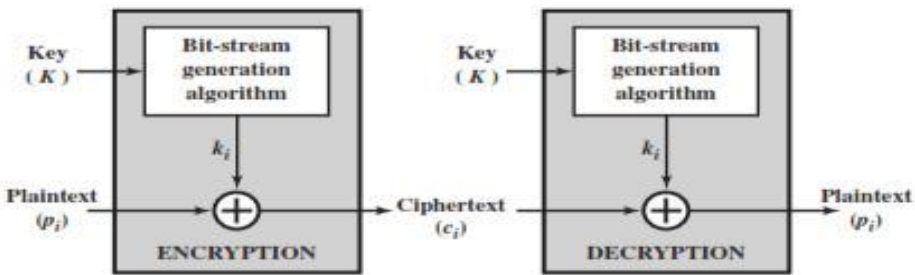 Key
( K )
Bit-stream
generation
algorithm
k_i
Plaintext
(p_i)
ENCRYPTION
Ciphertext
(c_i)
Key
( K )
Bit-stream
generation
algorithm
k_i
DECRYPTION
Plaintext
(p_i)